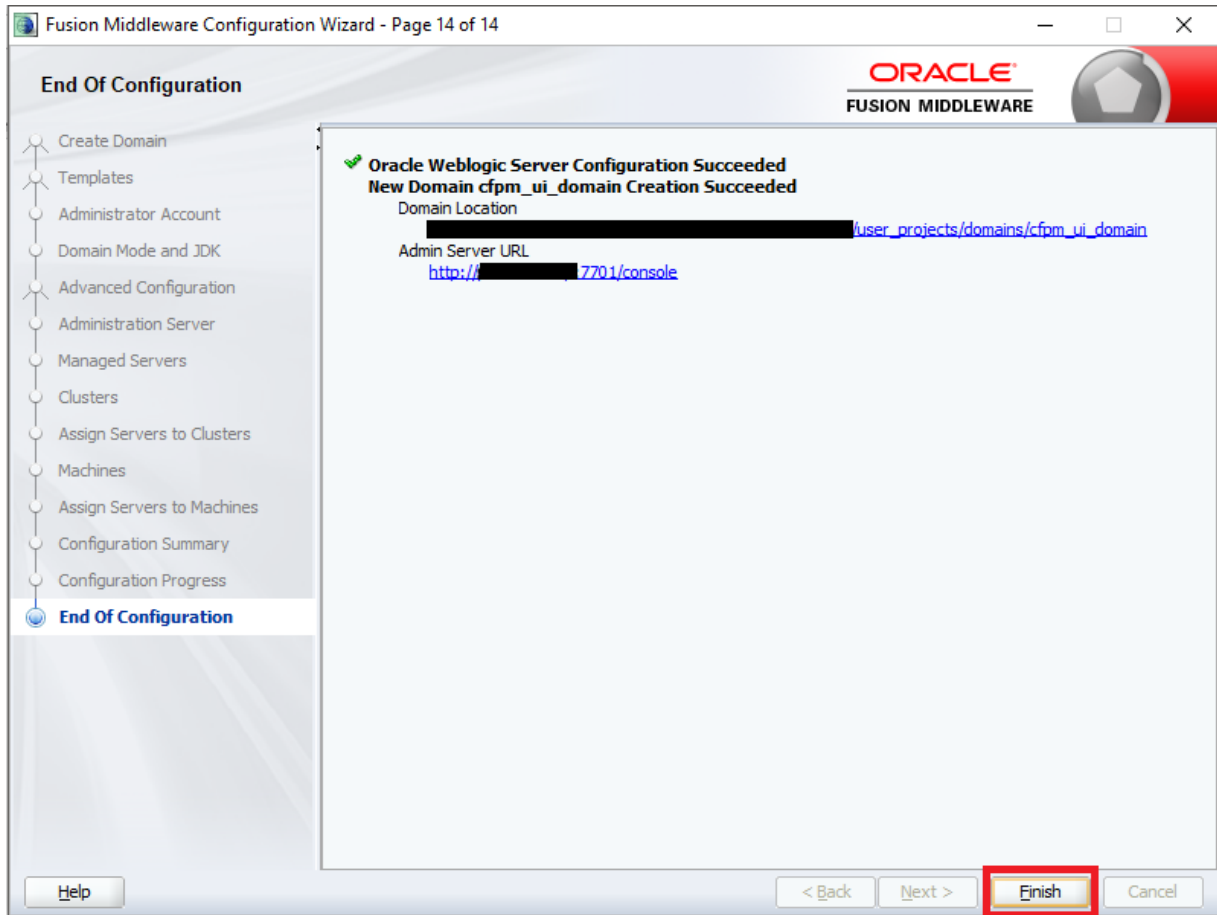 Fusion Middleware Configuration Wizard - Page 14 of 14
End Of Configuration
ORACLE
FUSION MIDDLEWARE
Create Domain
Templates
Administrator Account
Domain Mode and JDK
Advanced Configuration
Administration Server
Managed Servers
Clusters
Assign Servers to Clusters
Machines
Assign Servers to Machines
Configuration Summary
Configuration Progress
End Of Configuration
Oracle Weblogic Server Configuration Succeeded
New Domain cfpm_ui_domain Creation Succeeded
Domain Location
/user_projects/domains/cfpm_ui_domain
Admin Server URL
http:// 7701/console
Help
< Back
Next >
Finish
Cancel